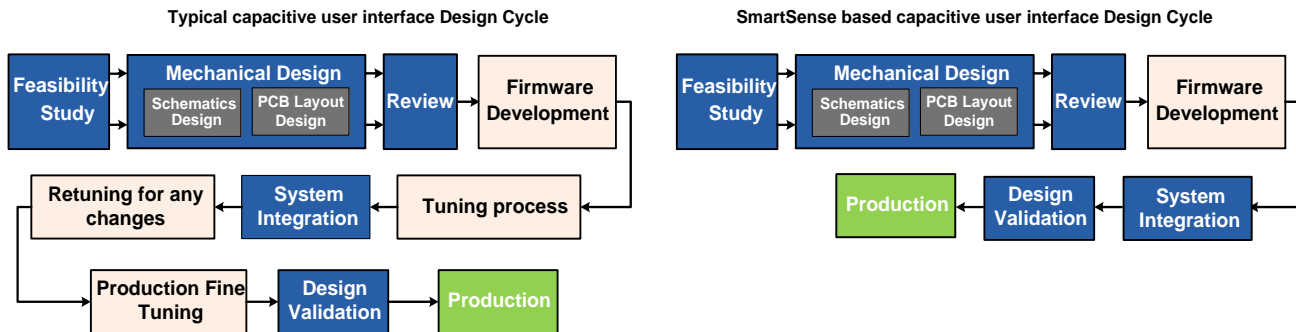 Typical capacitive user interface Design Cycle
Feasibility
Study
Mechanical Design
Schematics
Design
PCB Layout
Design
Review
Firmware
Development
Retuning for any
changes
System
Integration
Tuning process
Production Fine
Tuning
Design
Validation
Production
SmartSense based capacitive user interface Design Cycle
Feasibility
Study
Mechanical Design
Schematics
Design
PCB Layout
Design
Review
Firmware
Development
Production
Design
Validation
System
Integration